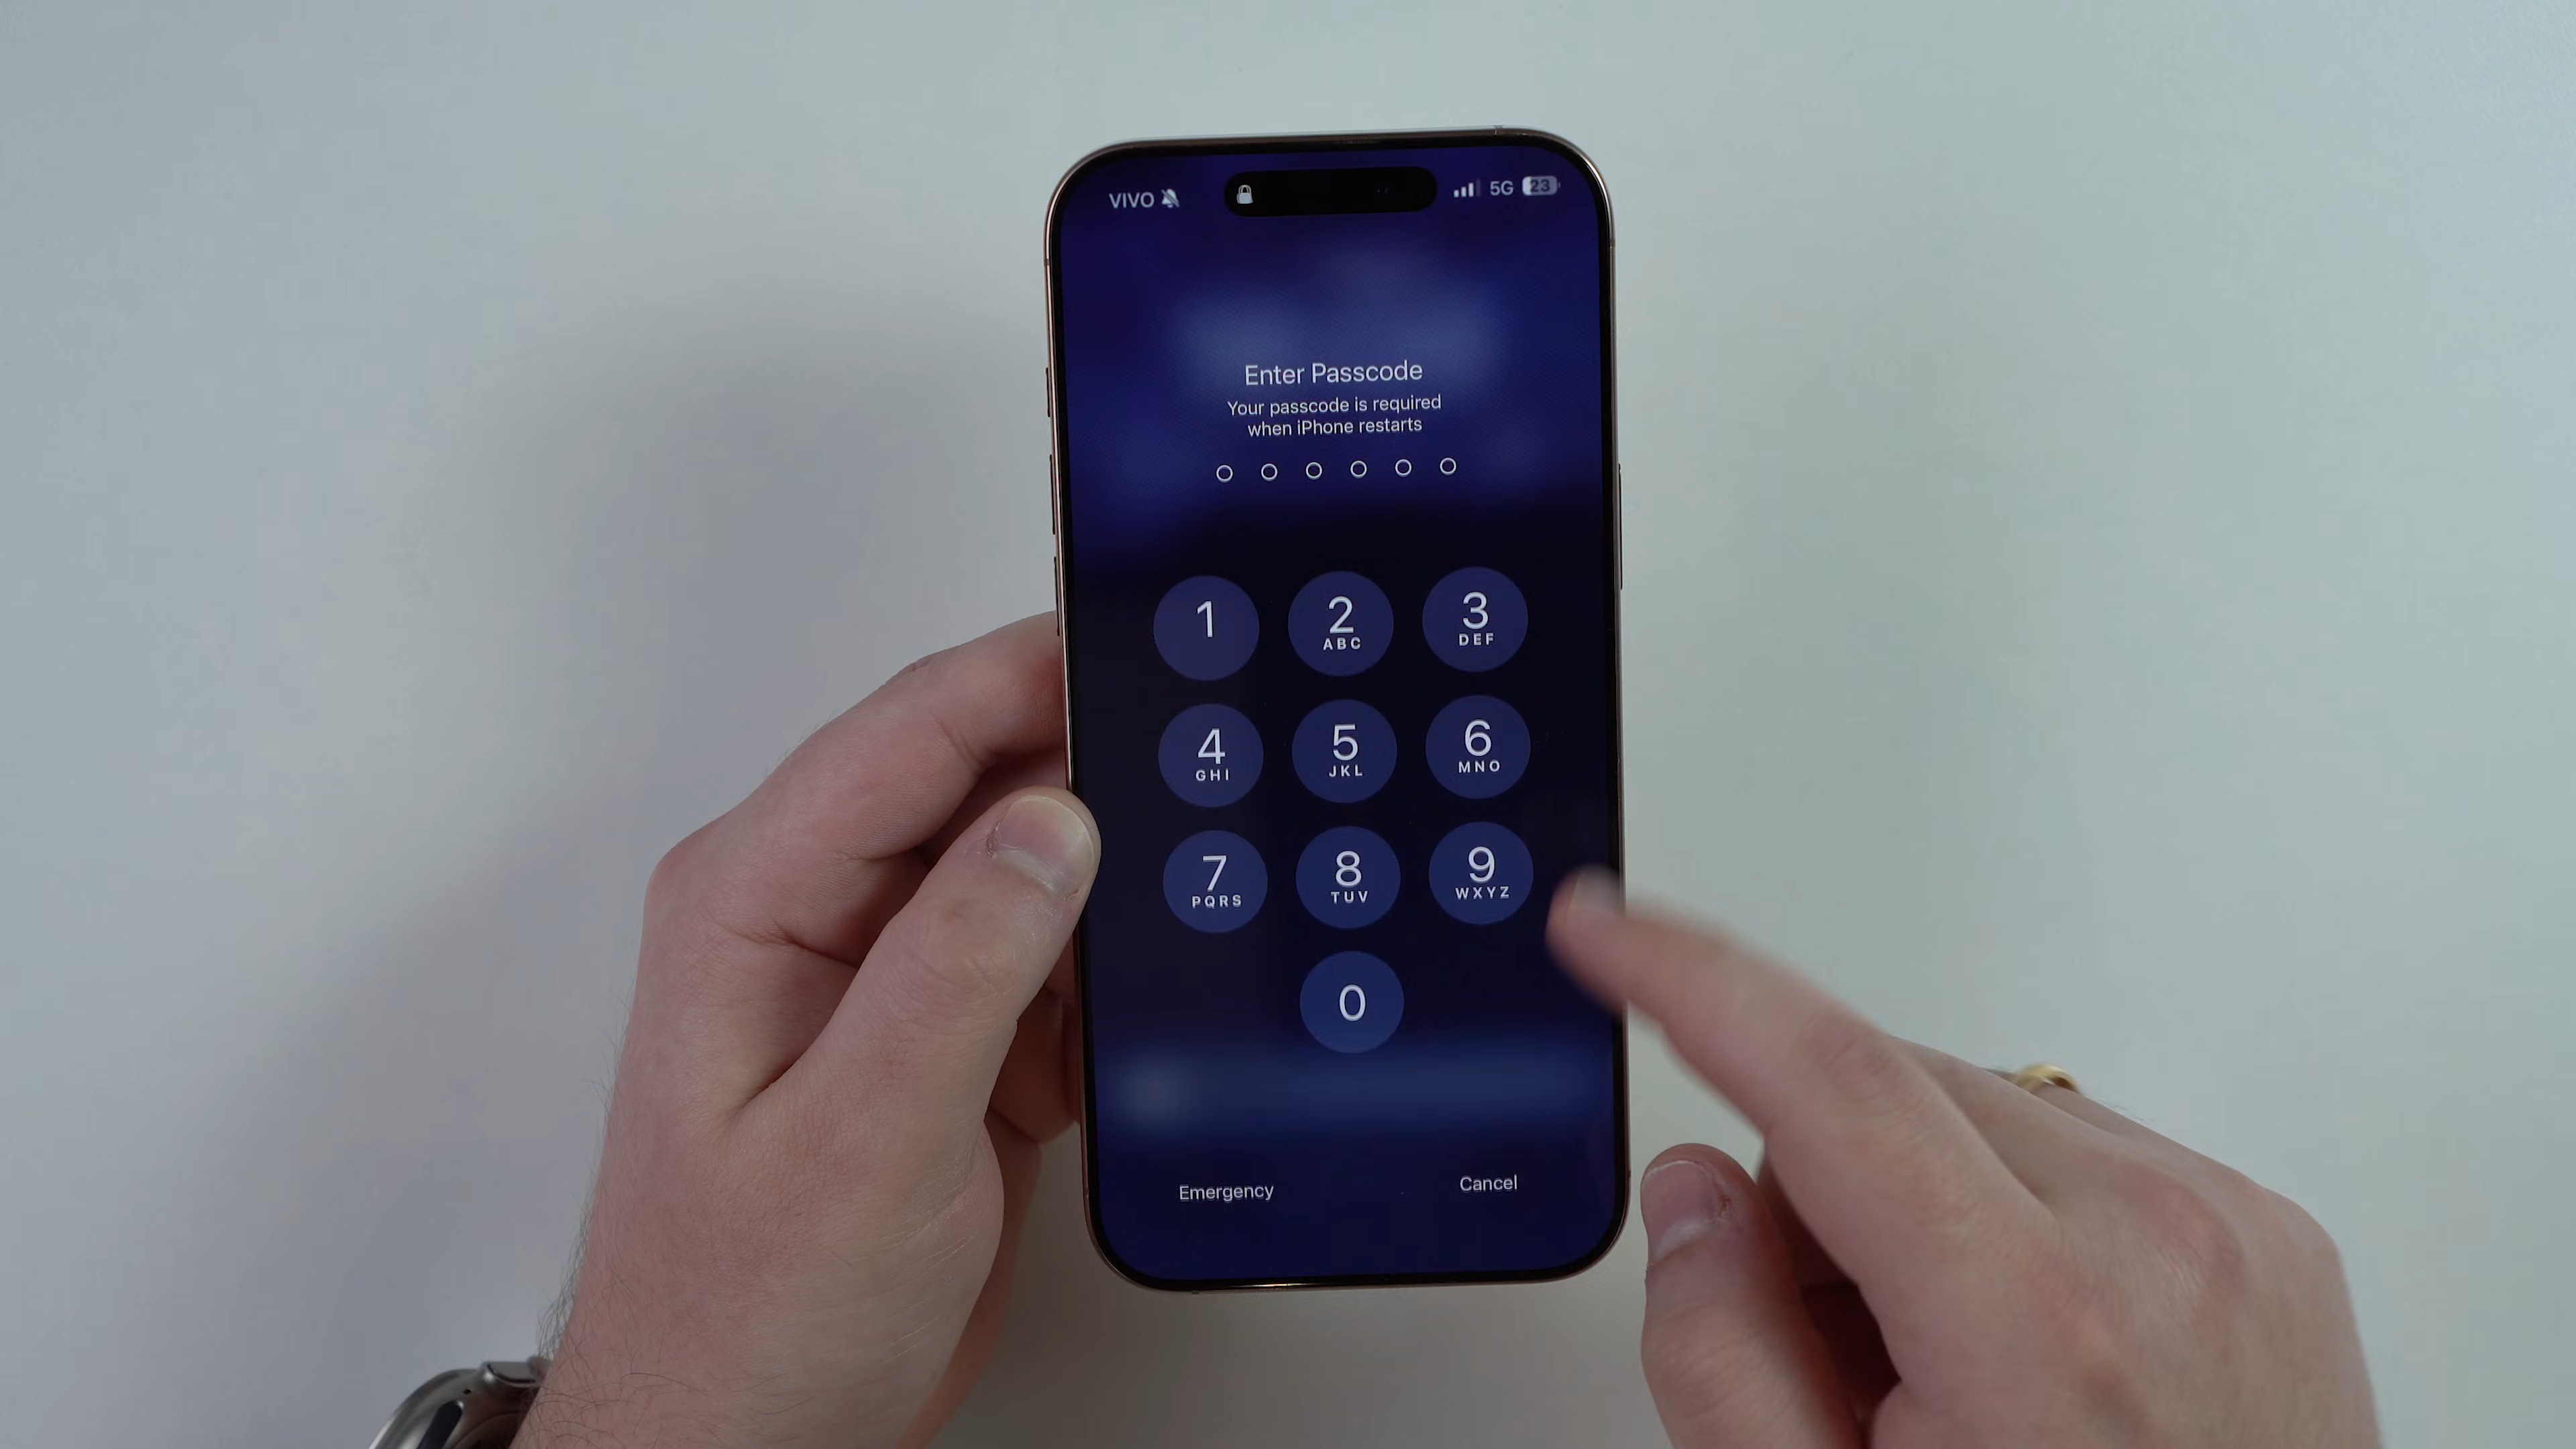 VIVO
5G 23
Enter Passcode
Your passcode is required
when iPhone restarts
1
2
ABC
3
DEF
4
GHI
5
JKL
6
MNO
7
PQRS
8
TUV
9
WXYZ
0
Emergency
Cancel